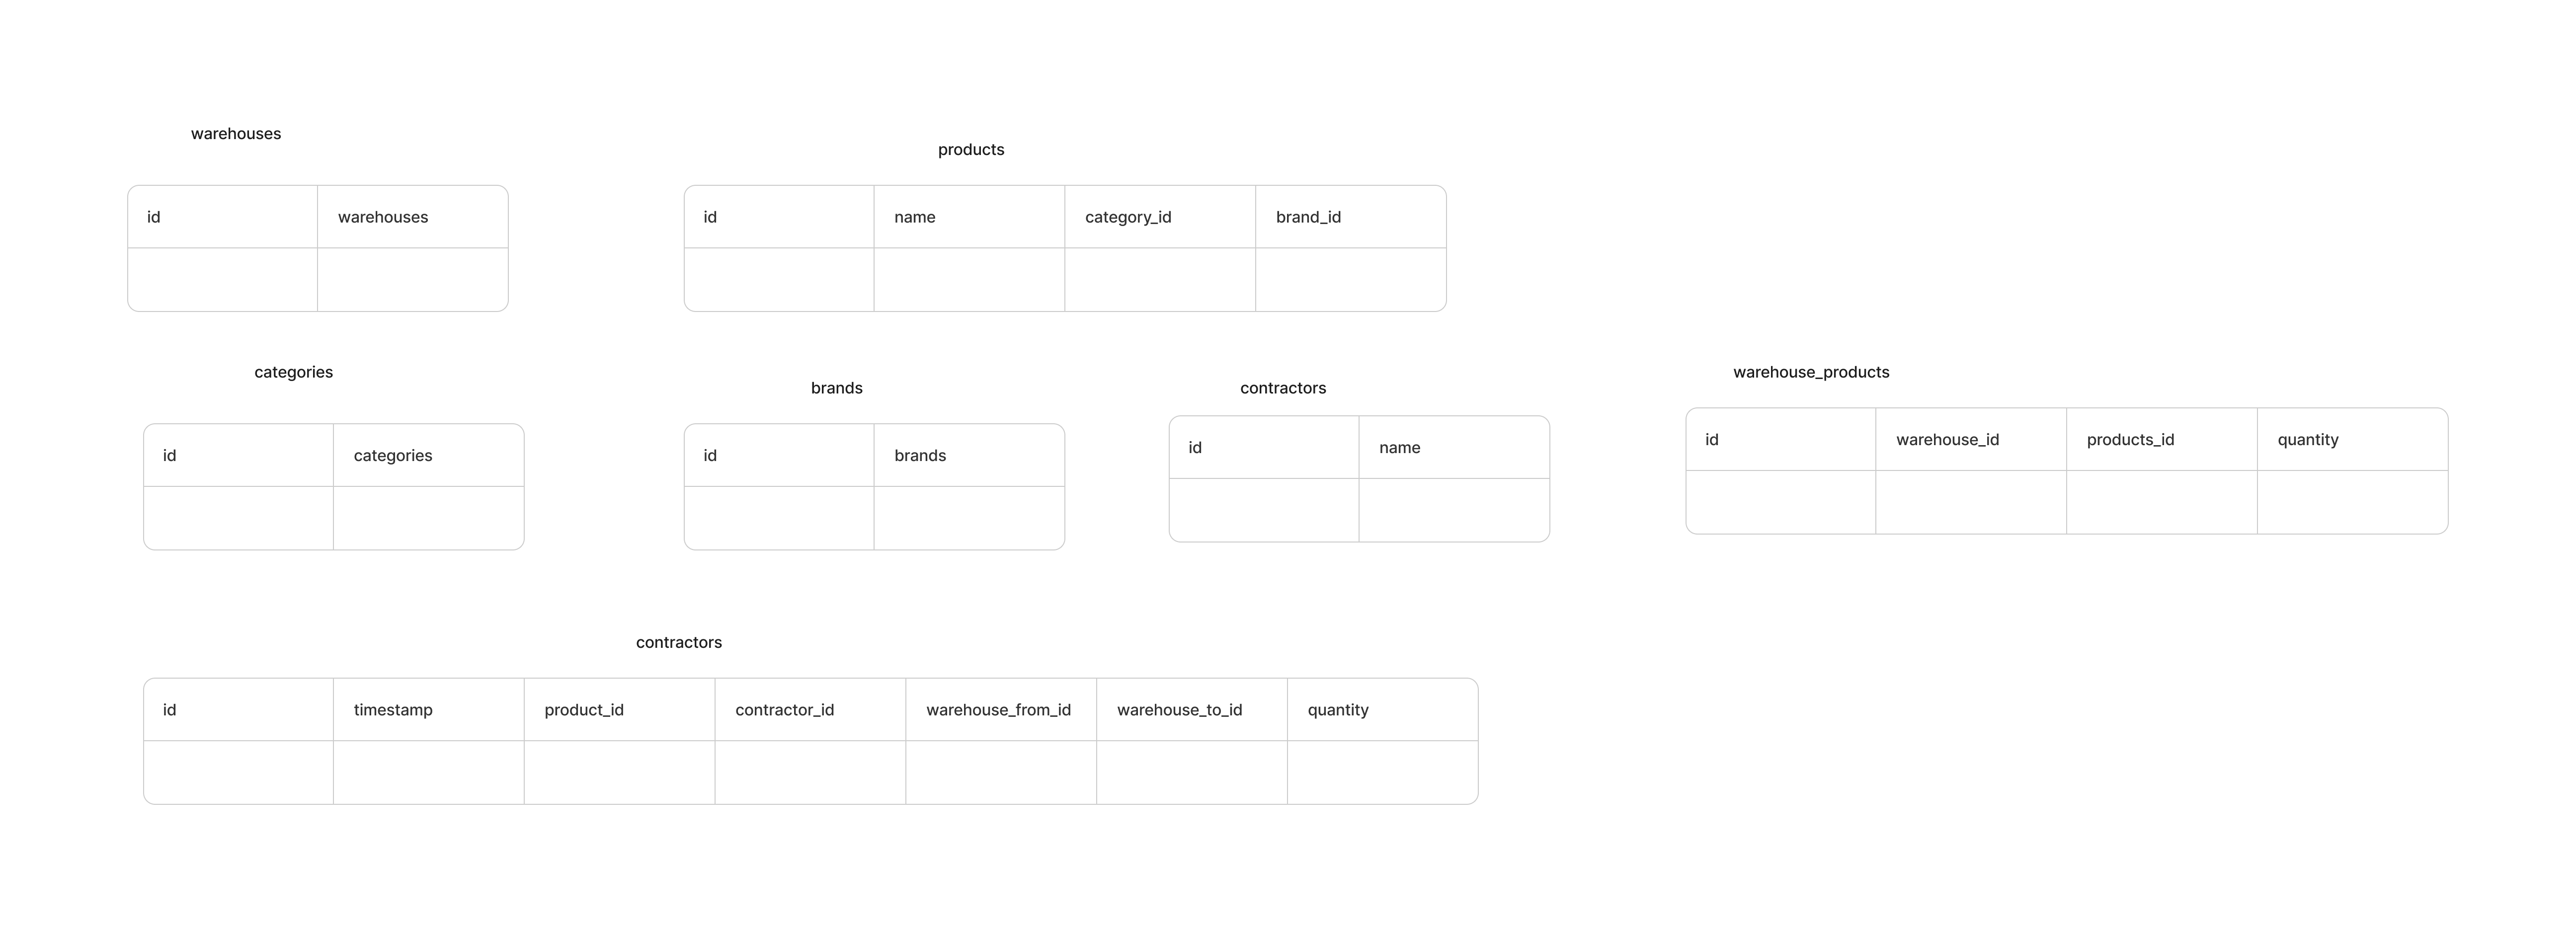 warehouses
id warehouses
products
id name category_id brand_id
categories
id categories
brands
id brands
contractors
id name
warehouse_products
id warehouse_id products_id quantity
contractors
id timestamp product_id contractor_id warehouse_from_id warehouse_to_id quantity